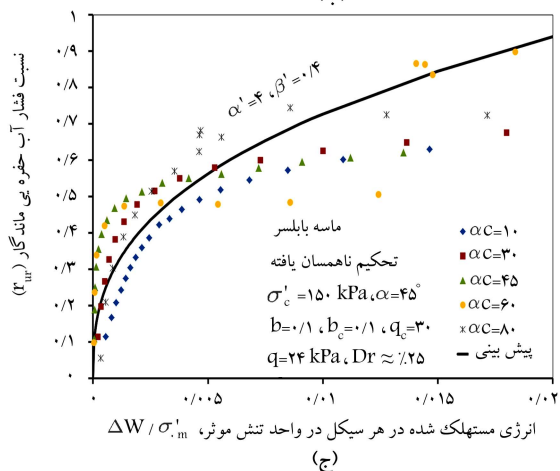 ۱
۰/۹
۰/۸
۰/۷
۰/۶
۰/۵
۰/۴
۰/۳
۰/۲
۰/۱
۰
نسبت فشار آب حفره یی ماندگار (rur)
α'=۴ ، β'=۰/۴
ماسه بابلسر
تحکیم ناهمسان یافته
σ'c =۱۵۰ kPa،α=۴۵°
b=۰/۱ ، bc=۰/۱ ، qc=۳۰
q=۲۴ kPa، Dr ≈ ٪۲۵
αc=۱۰
αc=۳۰
αc=۴۵
αc=۶۰
αc=۸۰
پیش بینی
۰ ۰/۰۰۵ ۰/۰۱ ۰/۰۱۵ ۰/۰۲
انرژی مستهلک شده در هر سیکل در واحد تنش موثر، ΔW / σ'۰m
(ج)